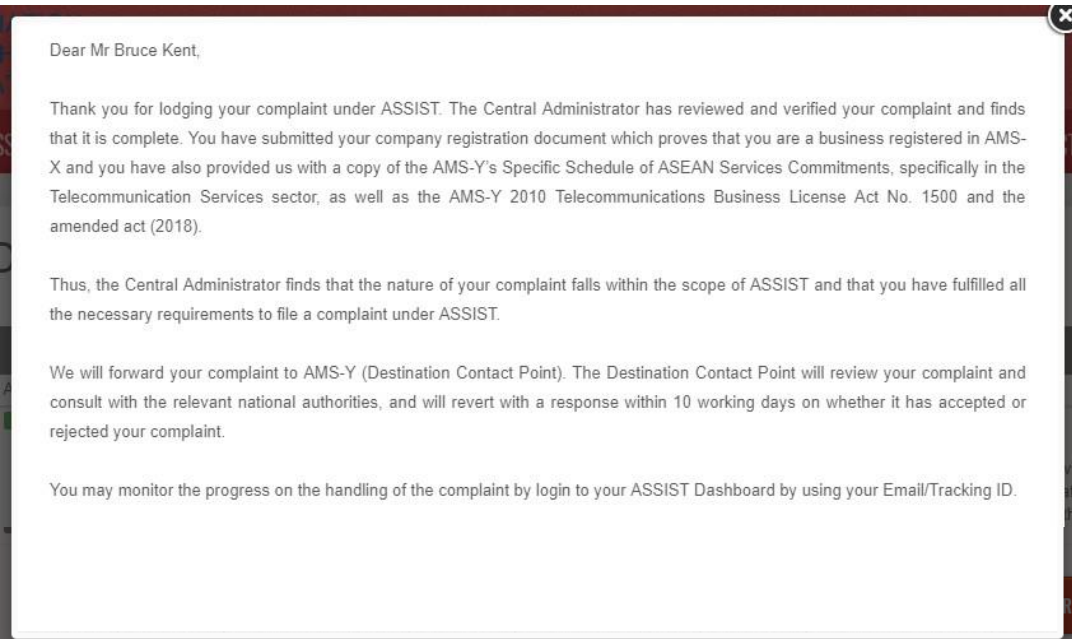 Dear Mr Bruce Kent,
Thank you for lodging your complaint under ASSIST. The Central Administrator has reviewed and verified your complaint and finds
that it is complete. You have submitted your company registration document which proves that you are a business registered in AMS-
X and you have also provided us with a copy of the AMS-Y's Specific Schedule of ASEAN Services Commitments, specifically in the
Telecommunication Services sector, as well as the AMS-Y 2010 Telecommunications Business License Act No. 1500 and the
amended act (2018).
Thus, the Central Administrator finds that the nature of your complaint falls within the scope of ASSIST and that you have fulfilled all
the necessary requirements to file a complaint under ASSIST.
We will forward your complaint to AMS-Y (Destination Contact Point). The Destination Contact Point will review your complaint and
consult with the relevant national authorities, and will revert with a response within 10 working days on whether it has accepted or
rejected your complaint.
You may monitor the progress on the handling of the complaint by login to your ASSIST Dashboard by using your Email/Tracking ID.